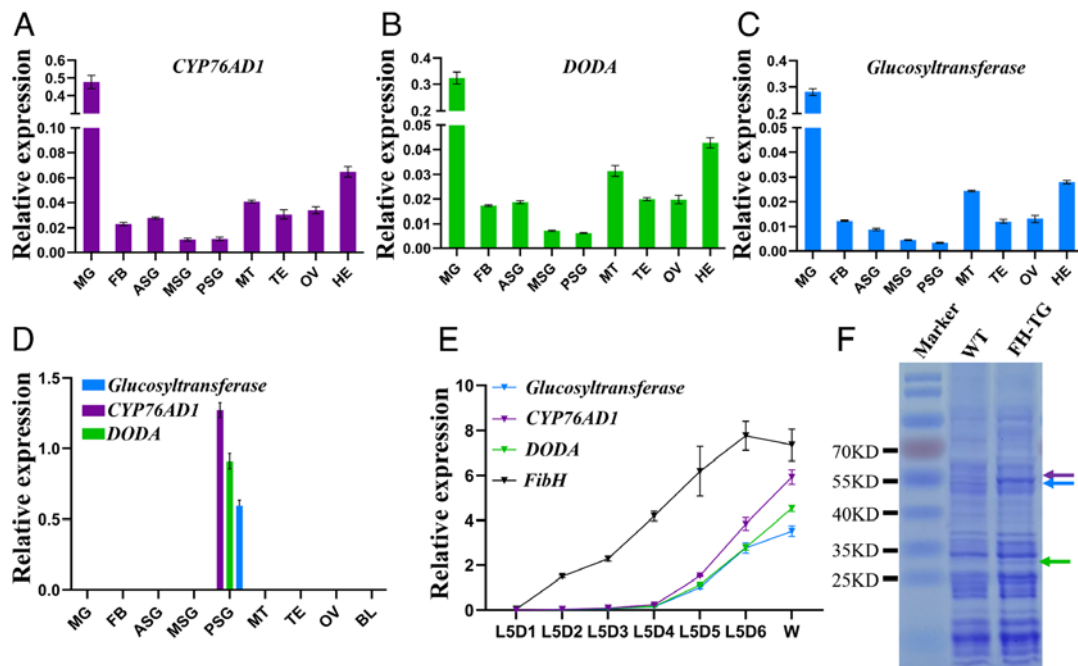 A
CYP76AD1
Relative expression
0.6
0.5
0.4
0.3
0.2
0.10
0.08
0.06
0.04
0.02
0.00
MG FB ASG MSG PSG MT TE OV HE
B
DODA
Relative expression
0.4
0.3
0.2
0.05
0.04
0.03
0.02
0.01
0.00
MG FB ASG MSG PSG MT TE OV HE
C
Glucosyltransferase
Relative expression
0.4
0.3
0.2
0.05
0.04
0.03
0.02
0.01
0.00
MG FB ASG MSG PSG MT TE OV HE
D
Relative expression
1.5
1.0
0.5
0.0
Glucosyltransferase
CYP76AD1
DODA
MG FB ASG MSG PSG MT TE OV BL
E
Relative expression
10
8
6
4
2
0
Glucosyltransferase
CYP76AD1
DODA
FibH
L5D1 L5D2 L5D3 L5D4 L5D5 L5D6 W
F
Marker WT FH-TG
70KD
55KD
40KD
35KD
25KD